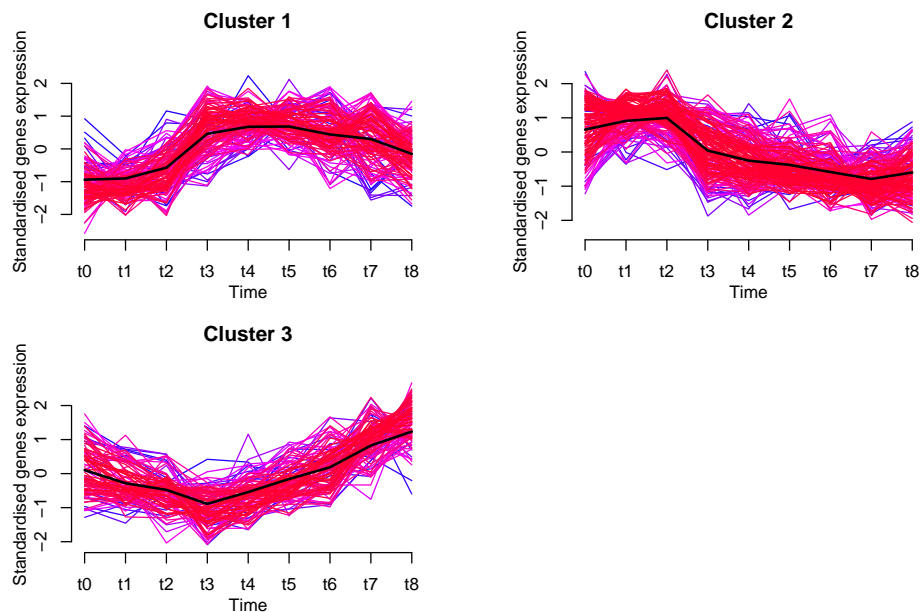 Cluster 1
Standardised genes expression
2
1
0
−1
−2
t0 t1 t2 t3 t4 t5 t6 t7 t8
Time
Cluster 2
Standardised genes expression
2
1
0
−1
−2
t0 t1 t2 t3 t4 t5 t6 t7 t8
Time
Cluster 3
Standardised genes expression
2
1
0
−1
−2
t0 t1 t2 t3 t4 t5 t6 t7 t8
Time